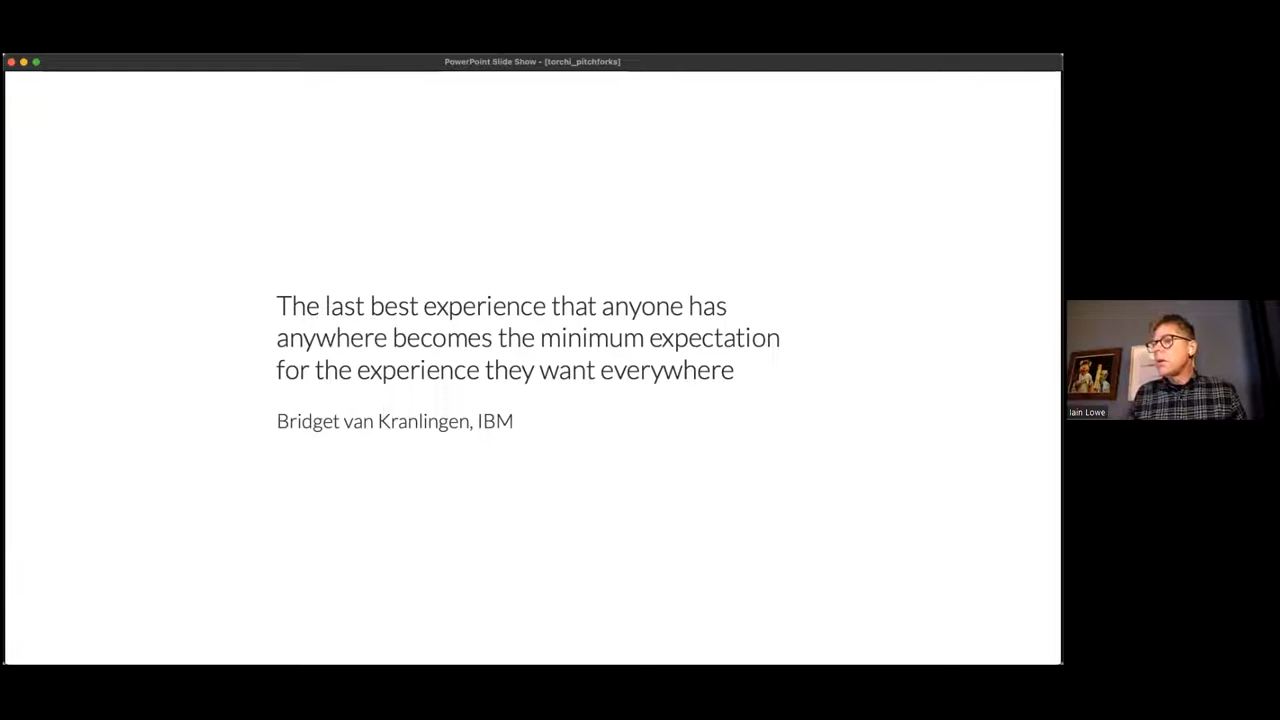 PowerPoint Slide Show - [torchi_pitchforks]
The last best experience that anyone has
anywhere becomes the minimum expectation
for the experience they want everywhere
Bridget van Kranlingen, IBM
Iain Lowe